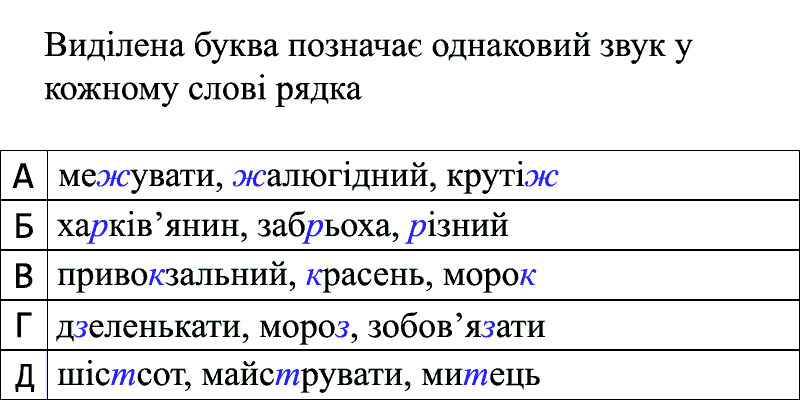 Виділена буква позначає однаковий звук у
кожному слові рядка
А межувати, жалюгідний, крутіж
Б харків’янин, забрьоха, різний
В привокзальний, красень, морок
Г дзеленькати, мороз, зобов’язати
Д шістсот, майструвати, митець